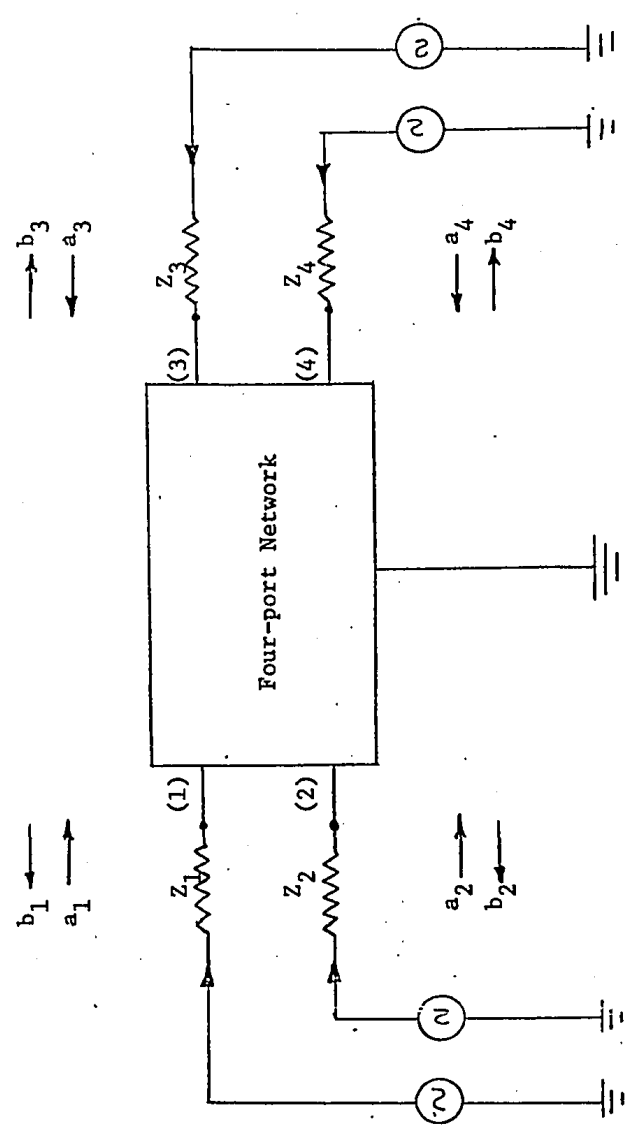 b₁
a₁
Z₁
(1)
Z₂
(2)
a₂
b₂
Four-port Network
b₃
a₃
Z₃
(3)
Z₄
(4)
a₄
b₄